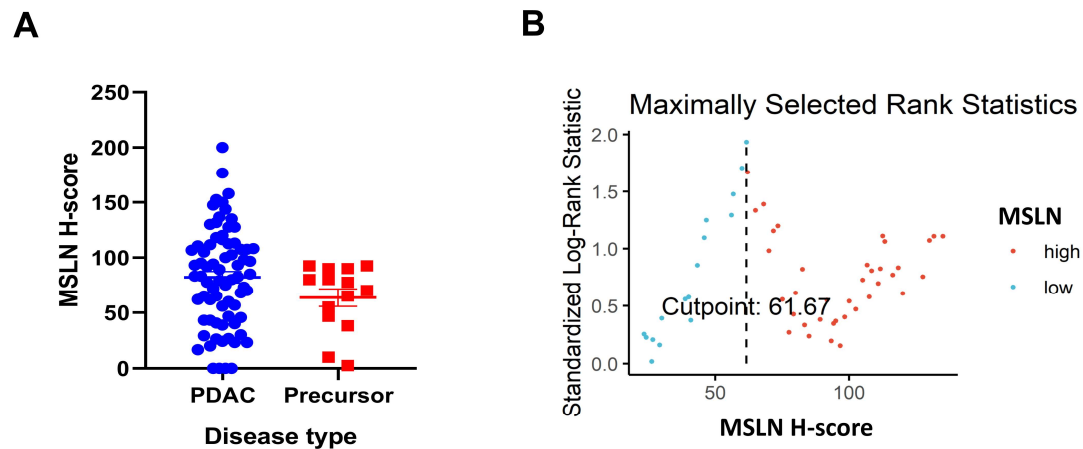 A
B
250
200
150
100
50
0
MSLN H-score
PDAC
Precursor
Disease type
Maximally Selected Rank Statistics
Standardized Log-Rank Statistic
2.0
1.5
1.0
0.5
0.0
Cutpoint: 61.67
50
100
MSLN H-score
MSLN
high
low